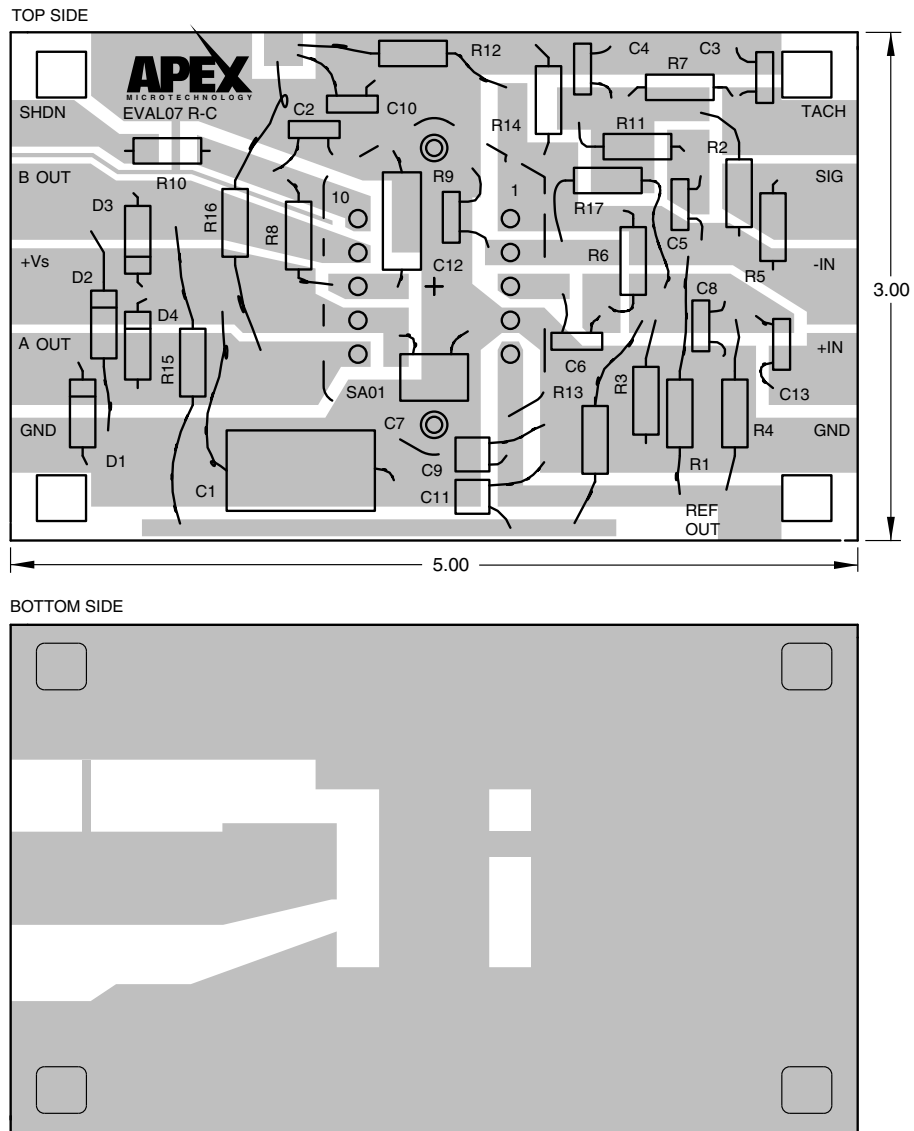 TOP SIDE
APEX
MICROTECHNOLOGY
EVAL07 R-C
SHDN
R12
C4
C3
R7
TACH
C10
C2
R14
R11
R2
B OUT
R10
R9
SIG
D3
R16
R8
10
1
R17
C5
+Vs
D2
C12
R6
R5
-IN
3.00
D4
C8
A OUT
R15
SA01
C6
+IN
R13
R3
C13
GND
C7
R4
GND
D1
C9
R1
C1
C11
REF
OUT
5.00
BOTTOM SIDE